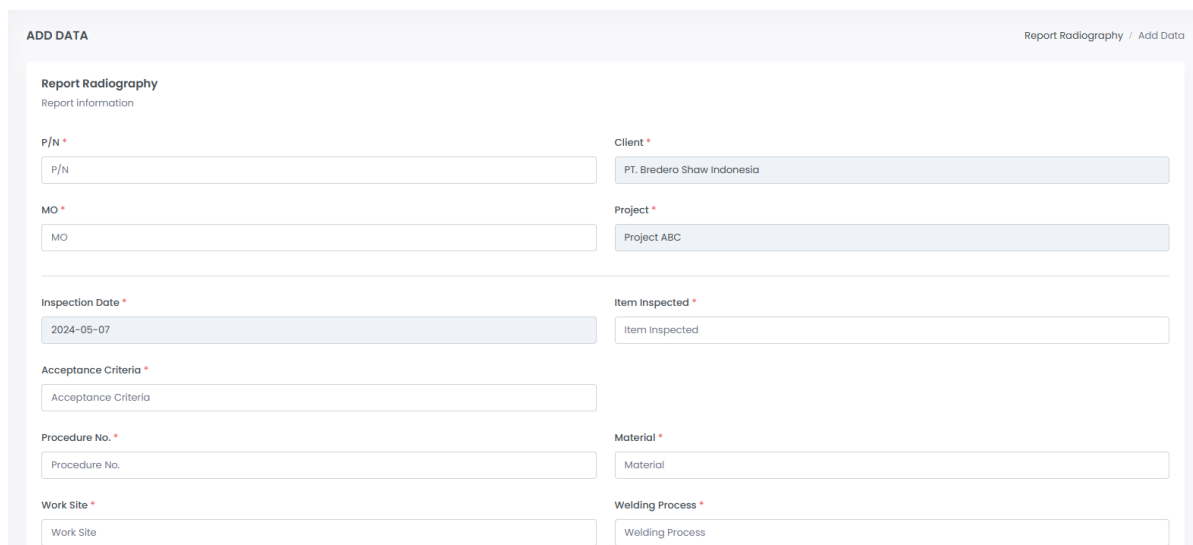 ADD DATA
Report Radiography / Add Data
Report Radiography
Report information
P/N *
Client *
P/N
PT. Bredero Shaw Indonesia
MO *
Project *
MO
Project ABC
Inspection Date *
Item Inspected *
2024-05-07
Item Inspected
Acceptance Criteria *
Acceptance Criteria
Procedure No. *
Material *
Procedure No.
Material
Work Site *
Welding Process *
Work Site
Welding Process